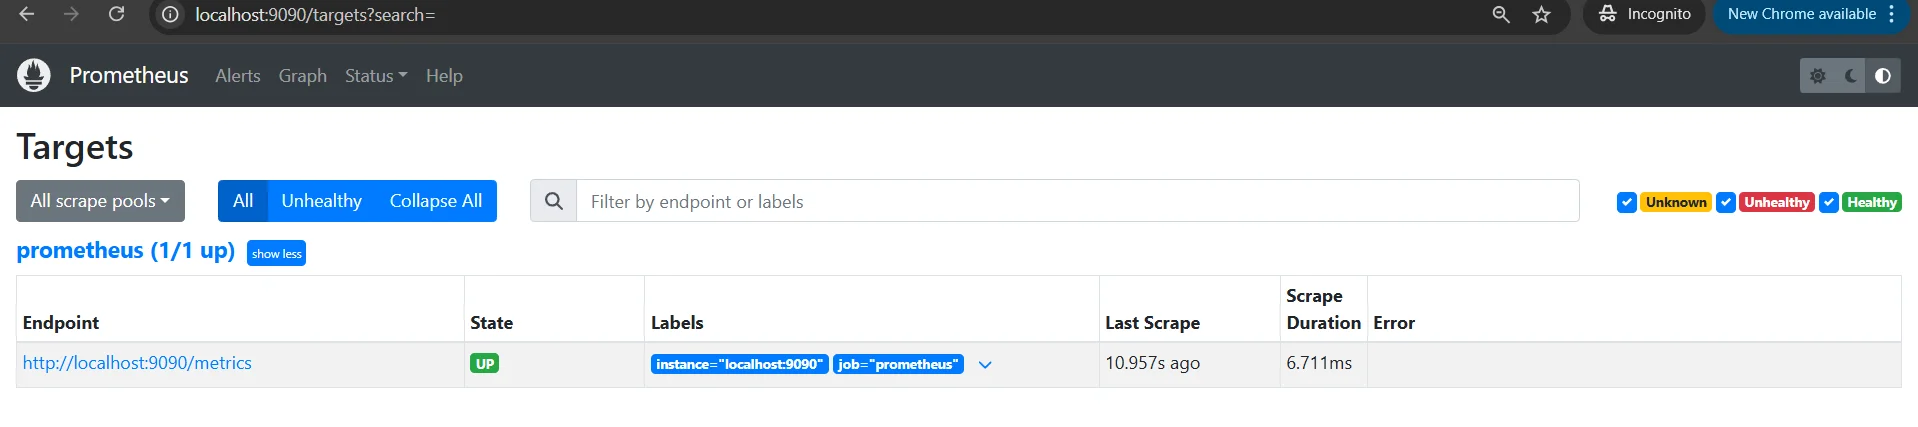 localhost:9090/targets?search=
Incognito
New Chrome available
Prometheus Alerts Graph Status Help
Targets
All scrape pools All Unhealthy Collapse All Filter by endpoint or labels Unknown Unhealthy Healthy
prometheus (1/1 up) show less
Endpoint State Labels Last Scrape Scrape Duration Error
http://localhost:9090/metrics UP instance="localhost:9090" job="prometheus" 10.957s ago 6.711ms